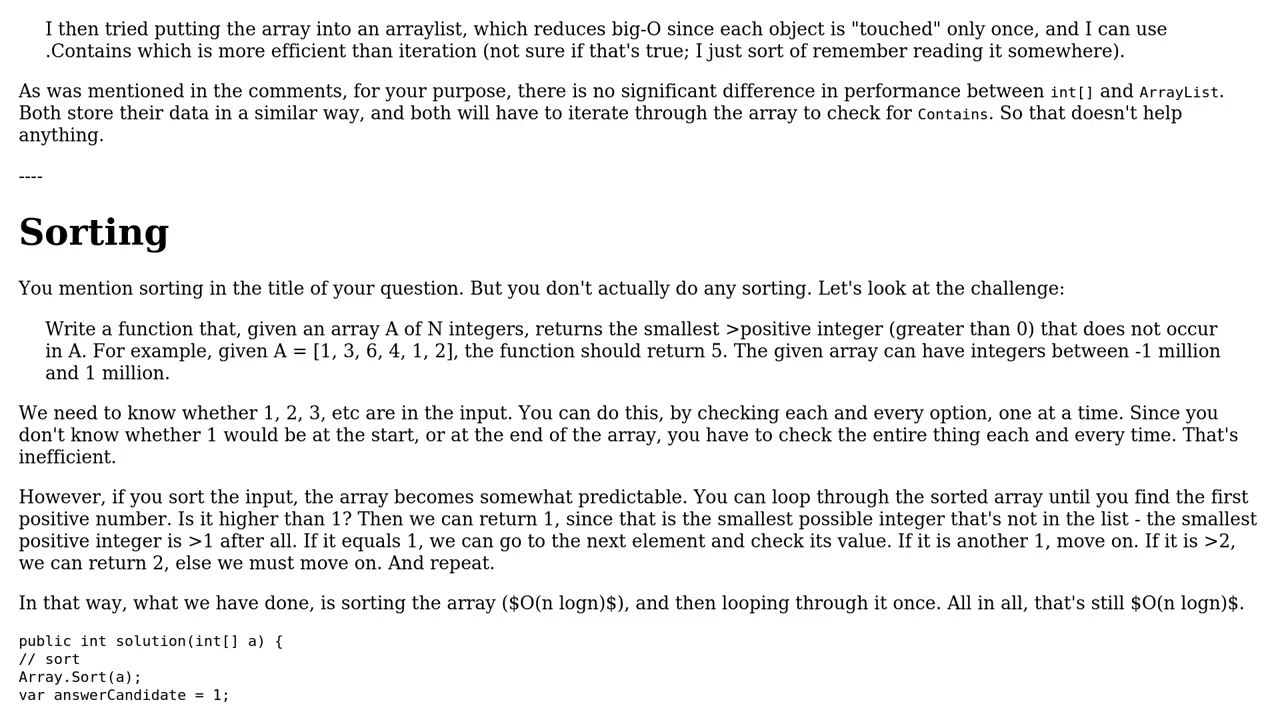 I then tried putting the array into an arraylist, which reduces big-O since each object is "touched" only once, and I can use
.Contains which is more efficient than iteration (not sure if that's true; I just sort of remember reading it somewhere).
As was mentioned in the comments, for your purpose, there is no significant difference in performance between int[] and ArrayList.
Both store their data in a similar way, and both will have to iterate through the array to check for Contains. So that doesn't help
anything.
----
Sorting
You mention sorting in the title of your question. But you don't actually do any sorting. Let's look at the challenge:
Write a function that, given an array A of N integers, returns the smallest >positive integer (greater than 0) that does not occur
in A. For example, given A = [1, 3, 6, 4, 1, 2], the function should return 5. The given array can have integers between -1 million
and 1 million.
We need to know whether 1, 2, 3, etc are in the input. You can do this, by checking each and every option, one at a time. Since you
don't know whether 1 would be at the start, or at the end of the array, you have to check the entire thing each and every time. That's
inefficient.
However, if you sort the input, the array becomes somewhat predictable. You can loop through the sorted array until you find the first
positive number. Is it higher than 1? Then we can return 1, since that is the smallest possible integer that's not in the list - the smallest
positive integer is >1 after all. If it equals 1, we can go to the next element and check its value. If it is another 1, move on. If it is >2,
we can return 2, else we must move on. And repeat.
In that way, what we have done, is sorting the array ($O(n logn)$), and then looping through it once. All in all, that's still $O(n logn)$.
public int solution(int[] a) {
// sort
Array.Sort(a);
var answerCandidate = 1;